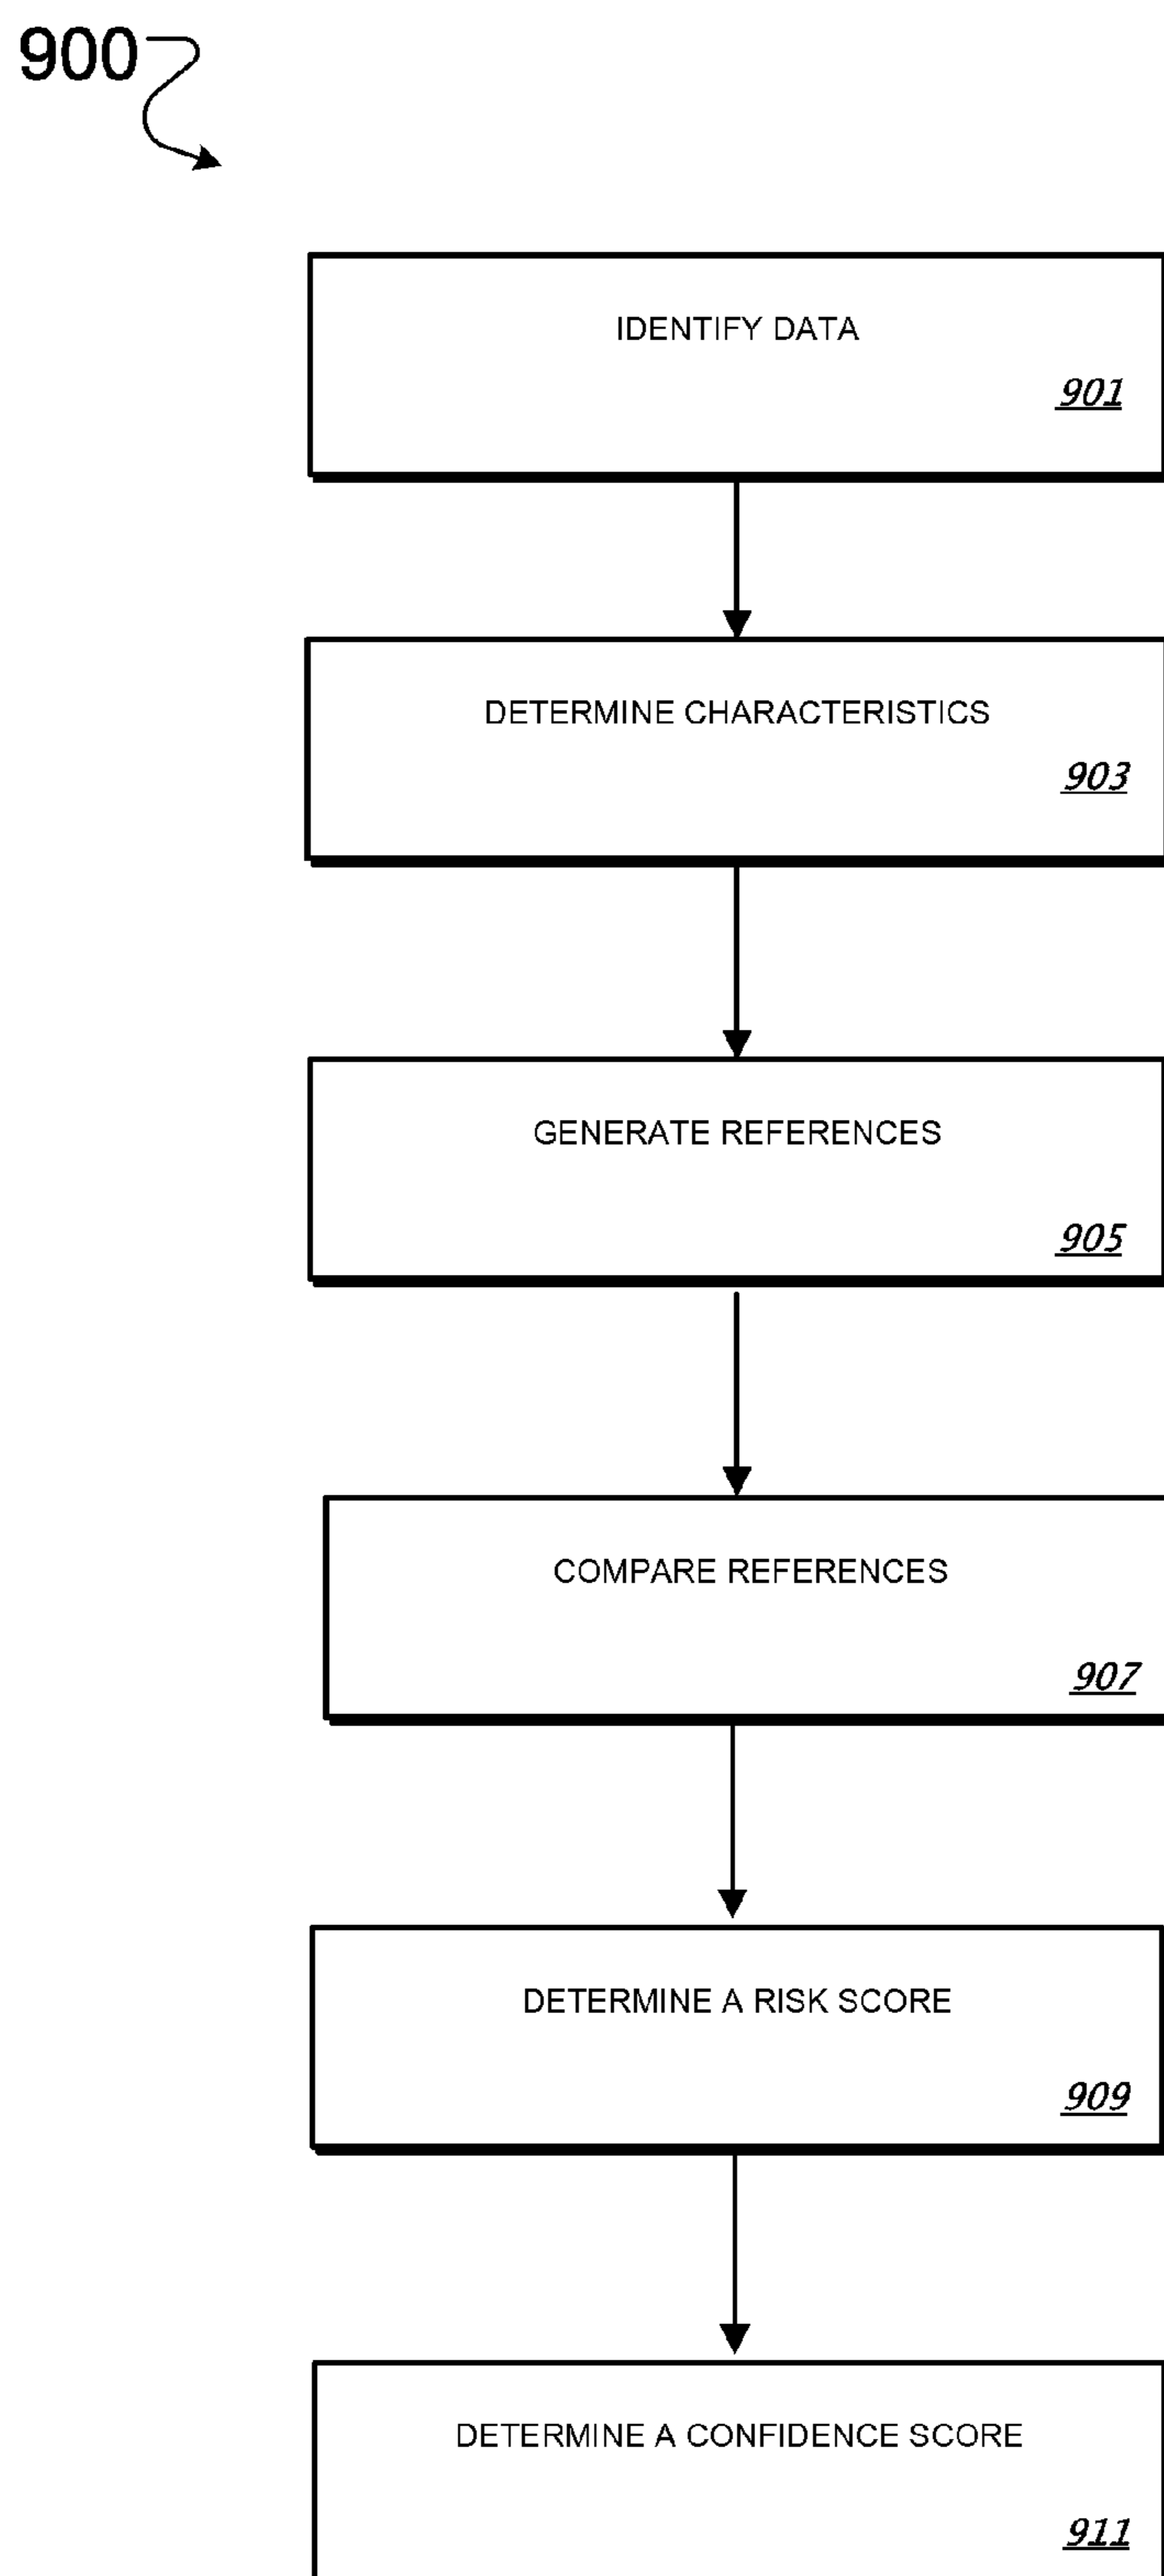 900
IDENTIFY DATA
901
DETERMINE CHARACTERISTICS
903
GENERATE REFERENCES
905
COMPARE REFERENCES
907
DETERMINE A RISK SCORE
909
DETERMINE A CONFIDENCE SCORE
911